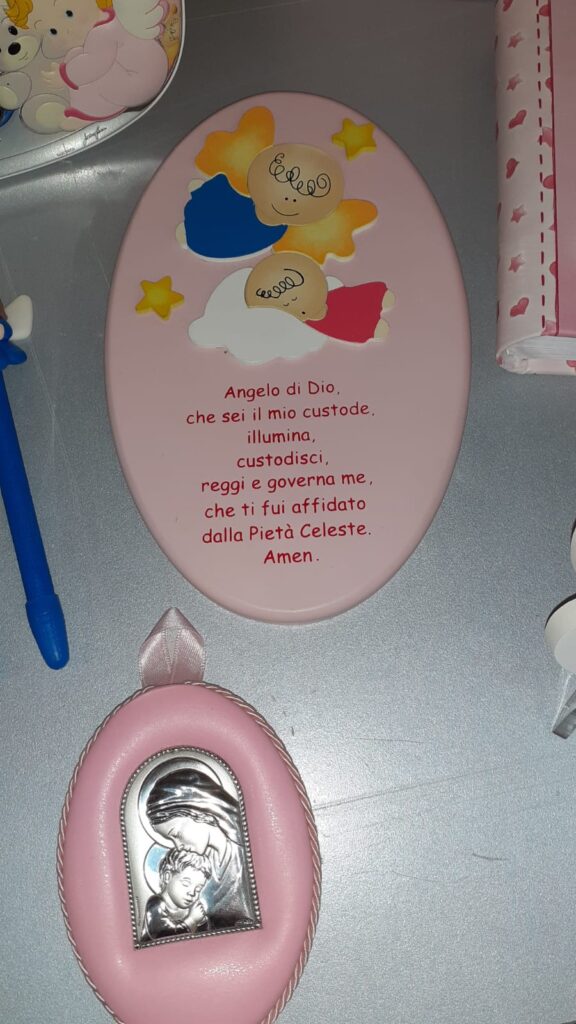 Angelo di Dio,
che sei il mio custode,
illumina,
custodisci,
reggi e governa me,
che ti fui affidato
dalla Pietà Celeste.
Amen.